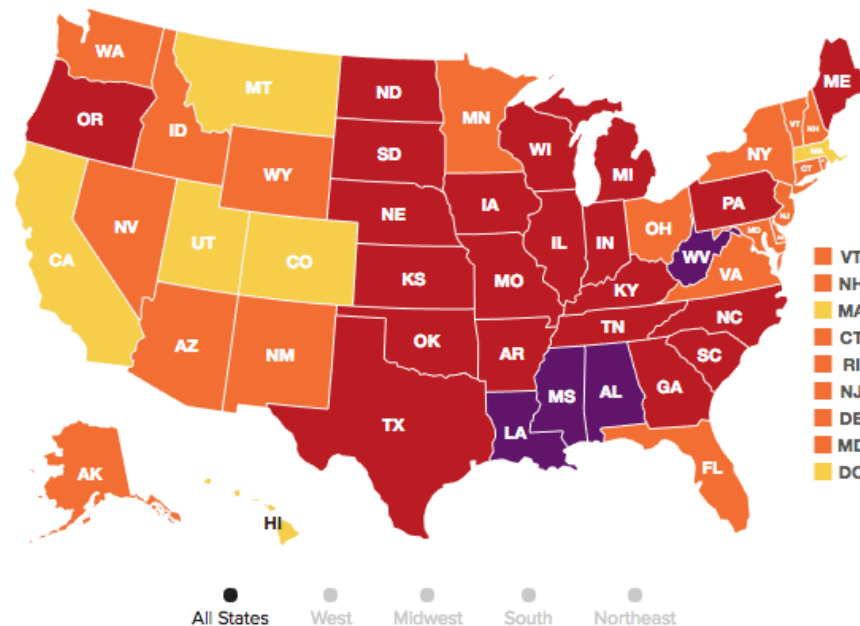 WA
MT
ND
MN
ME
OR
ID
SD
WI
MI
VT
NH
WY
NY
MA
CT
NE
IA
PA
NV
UT
CO
IL
IN
OH
NJ
CA
KS
MO
WV
MD
DE
VA
KY
AZ
NM
OK
AR
TN
NC
SC
TX
LA
MS
AL
GA
FL
AK
HI
VT
NH
MA
CT
RI
NJ
DE
MD
DC
All States West Midwest South Northeast